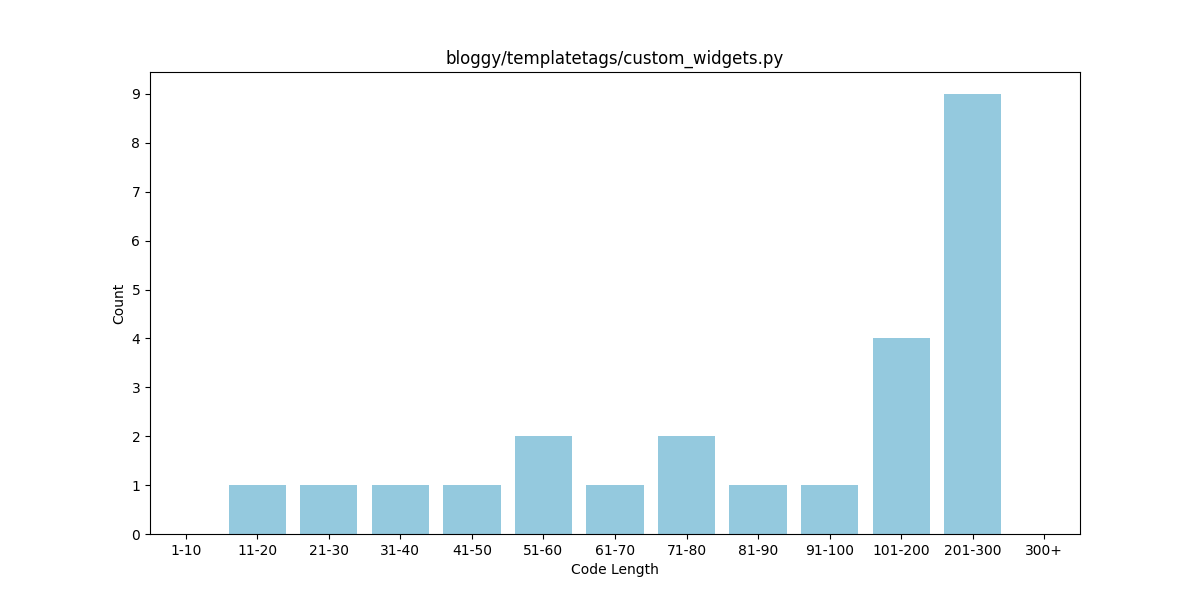 bloggy/templatetags/custom_widgets.py
9
8
7
6
5
4
3
2
1
0
Count
1-10 11-20 21-30 31-40 41-50 51-60 61-70 71-80 81-90 91-100 101-200 201-300 300+
Code Length